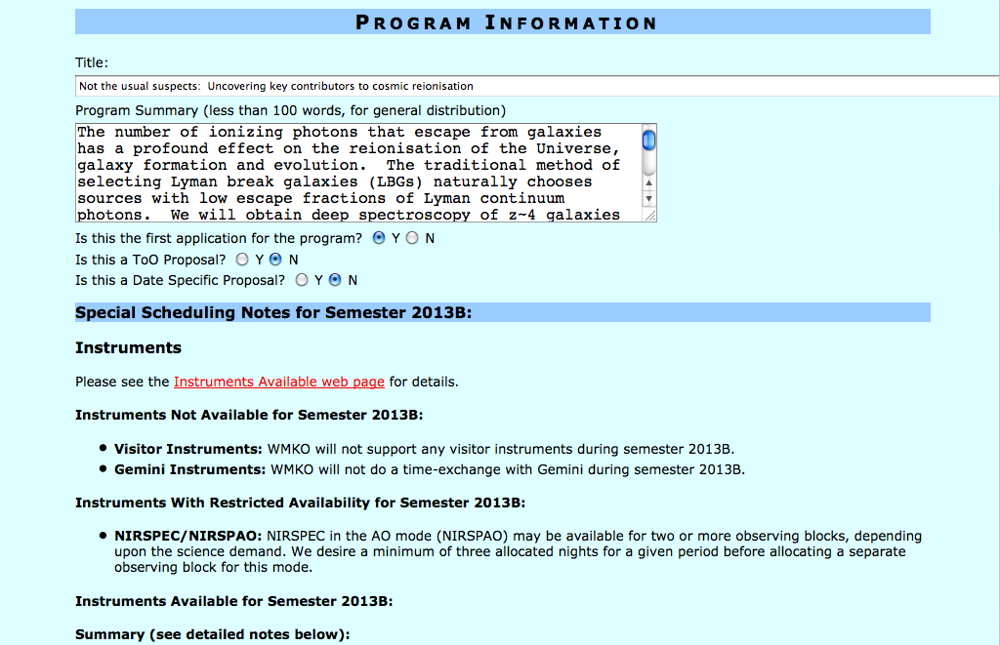 PROGRAM INFORMATION
Title:
Not the usual suspects:  Uncovering key contributors to cosmic reionisation
Program Summary (less than 100 words, for general distribution)
The number of ionizing photons that escape from galaxies
has a profound effect on the reionisation of the Universe,
galaxy formation and evolution.  The traditional method of
selecting Lyman break galaxies (LBGs) naturally chooses
sources with low escape fractions of Lyman continuum
photons.  We will obtain deep spectroscopy of z~4 galaxies
Is this the first application for the program? Y N
Is this a ToO Proposal? Y N
Is this a Date Specific Proposal? Y N
Special Scheduling Notes for Semester 2013B:
Instruments
Please see the Instruments Available web page for details.
Instruments Not Available for Semester 2013B:
• Visitor Instruments: WMKO will not support any visitor instruments during semester 2013B.
• Gemini Instruments: WMKO will not do a time-exchange with Gemini during semester 2013B.
Instruments With Restricted Availability for Semester 2013B:
• NIRSPEC/NIRSPAO: NIRSPEC in the AO mode (NIRSPAO) may be available for two or more observing blocks, depending
upon the science demand. We desire a minimum of three allocated nights for a given period before allocating a separate
observing block for this mode.
Instruments Available for Semester 2013B:
Summary (see detailed notes below):